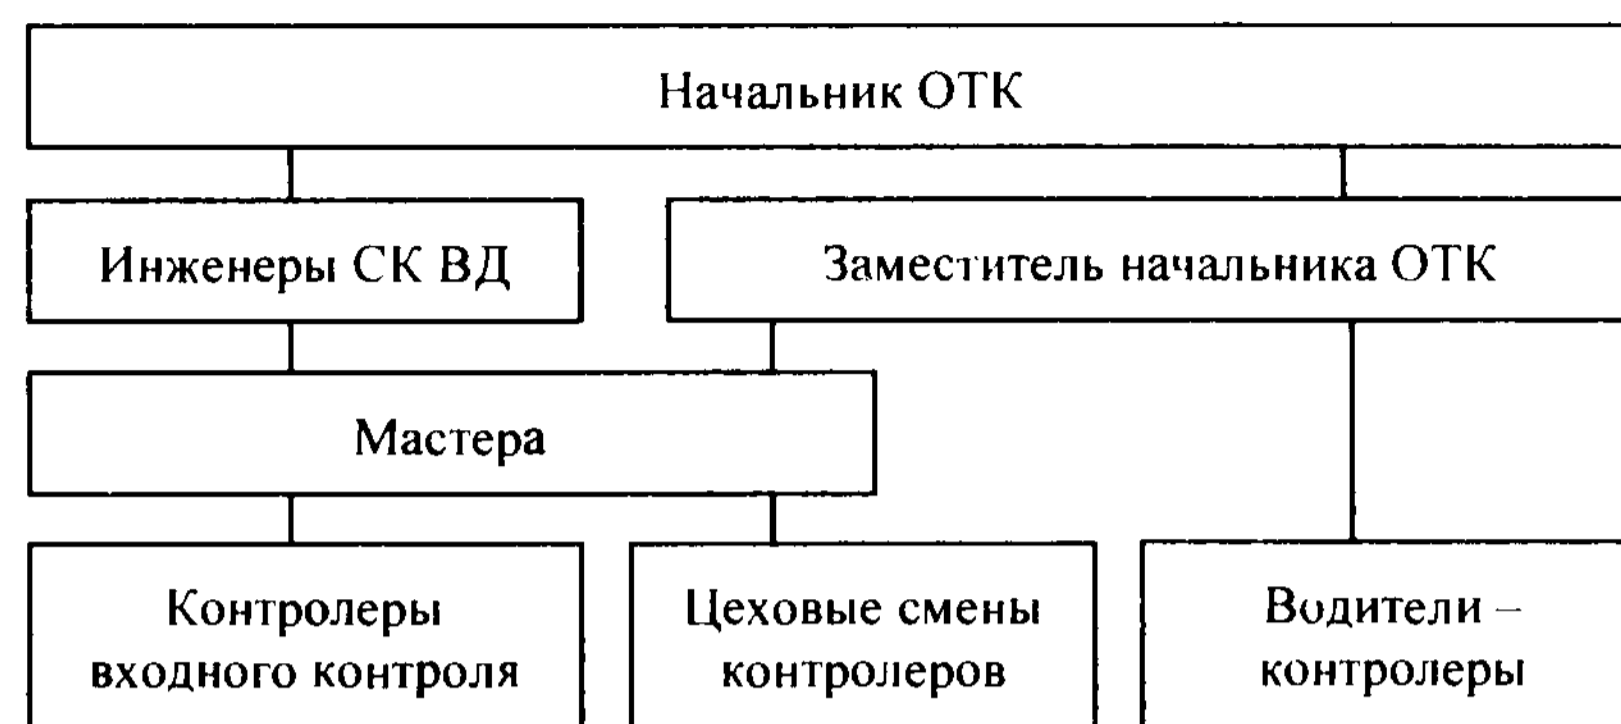 Начальник ОТК
Инженеры СК ВД
Заместитель начальника ОТК
Мастера
Контролеры
входного контроля
Цеховые смены
контролеров
Водители –
контролеры